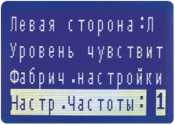 Левая сторона:Л
Уровень чувствит
Фабрич.настройки
Настр.Частоты: 1